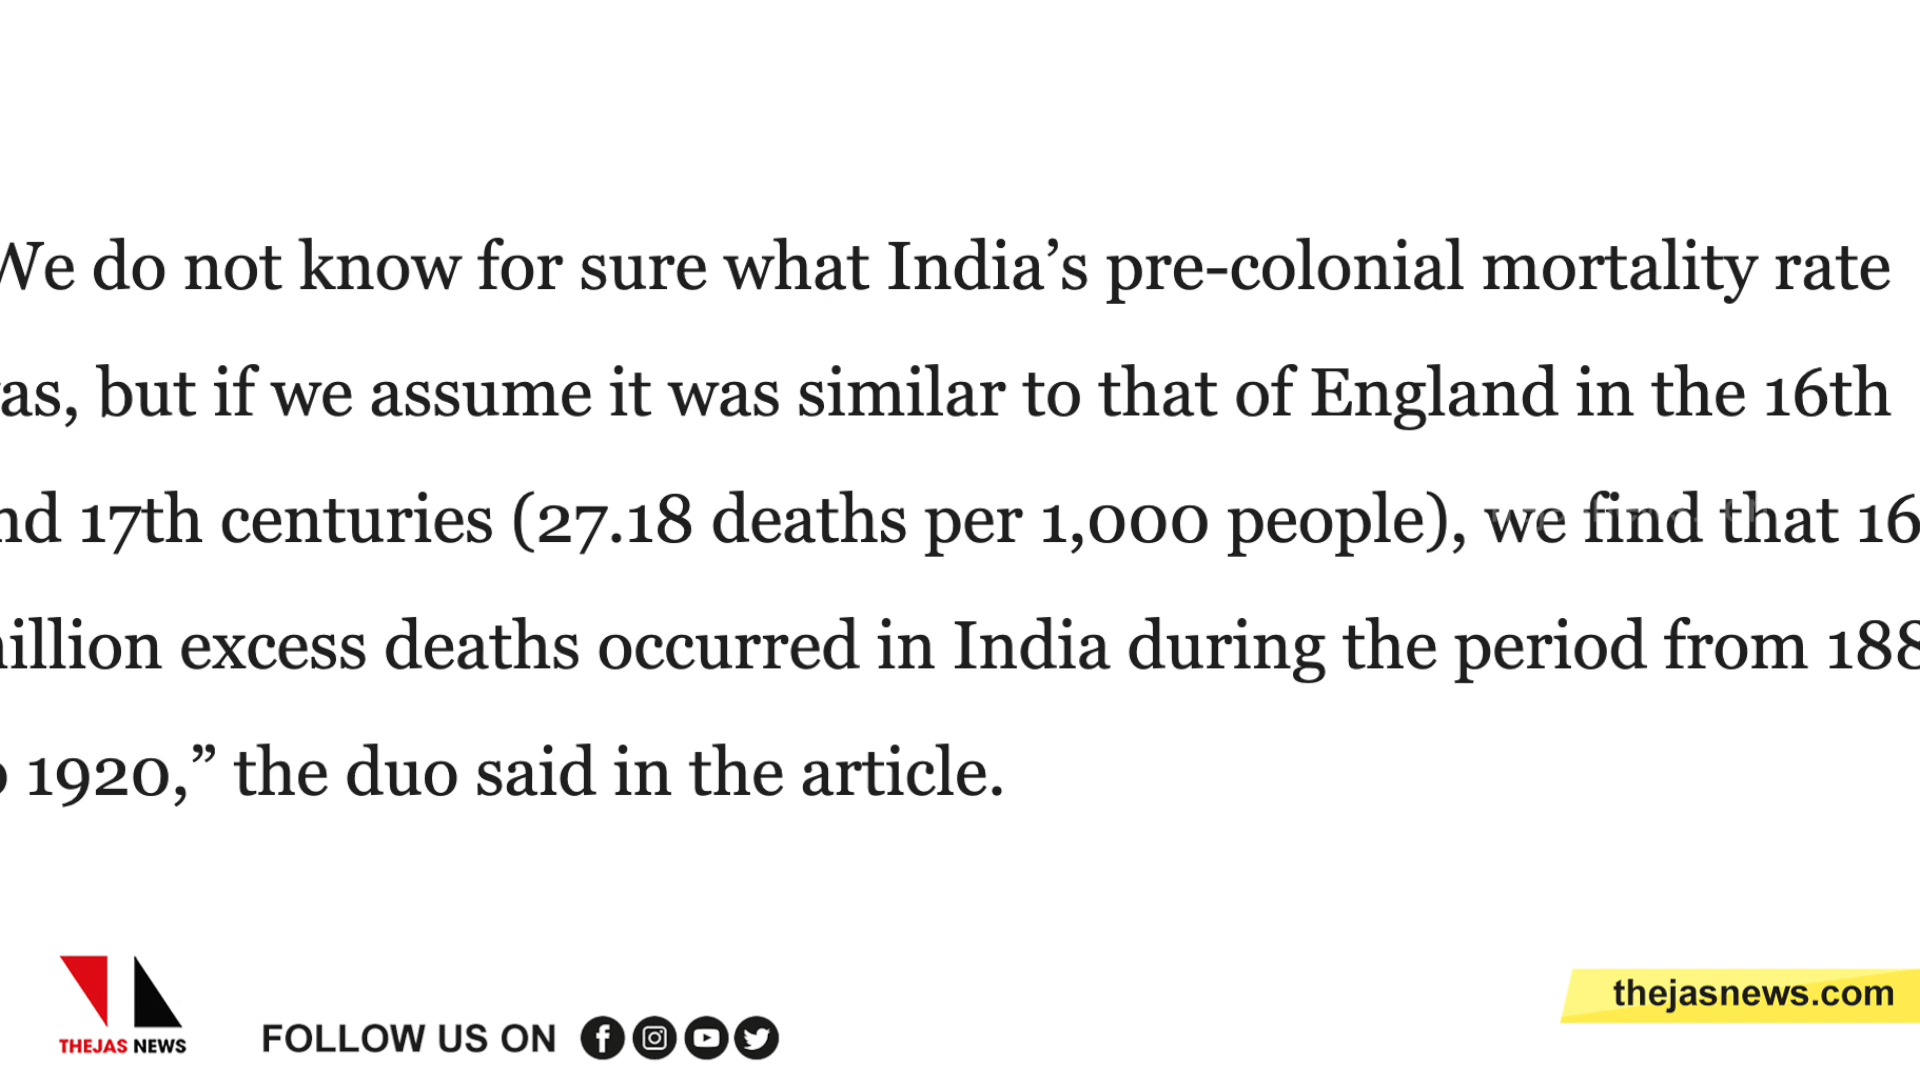 We do not know for sure what India’s pre-colonial mortality rate
as, but if we assume it was similar to that of England in the 16th
nd 17th centuries (27.18 deaths per 1,000 people), we find that 16
illion excess deaths occurred in India during the period from 188
o 1920,” the duo said in the article.
THEJAS NEWS
FOLLOW US ON
thejasnews.com